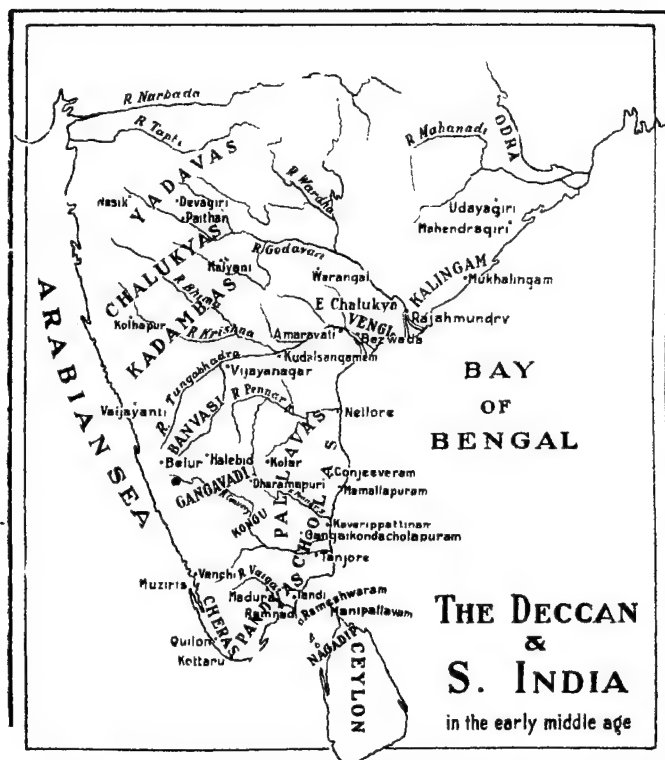 R Narbada
R Tapti
R Mahanadi
ODRA
YADAVAS
R Wardha
Nasik
Devagiri
Paithan
Udayagiri
Mahendragiri
CHALUKYAS
R Godavari
Kalyani
Warangal
KALINGAM
Mukhalingam
KADAMBAS
R Bhima
E Chalukya
VENGI
Rajahmundry
Kolhapur
R Krishna
Amaravati
Bezwada
ARABIAN SEA
Kudalsangamem
R. Tungabhadra
Vijayanagar
BAY
OF
BENGAL
Vaijayanti
BANVASI
R Pennar
Nellore
PALLAVAS
Belur
Halebid
Kolar
Conjeeveram
GANGAVADI
Dharamapuri
Mamallapuram
KONGU
CHOLAS
Kavarippattinam
Gangaikondacholapuram
Tanjore
Vanchi
R Vaigai
Muziris
Madura
Tandi
Rameshwaram
CHERAS
PANDYAS
Ramnad
Manipallavam
Quilon
Kottaru
NAGADIP
CEYLON
THE DECCAN
&
S. INDIA
in the early middle age